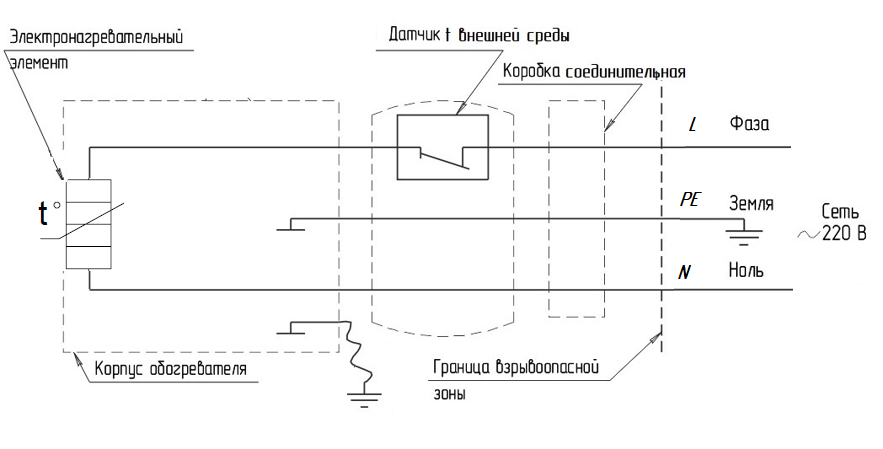 Электронагревательный
элемент
Датчик t внешней среды
Коробка соединительная
L Фаза
t°
PE Земля
Сеть
~220 В
N Ноль
Корпус обогревателя
Граница взрывоопасной
зоны